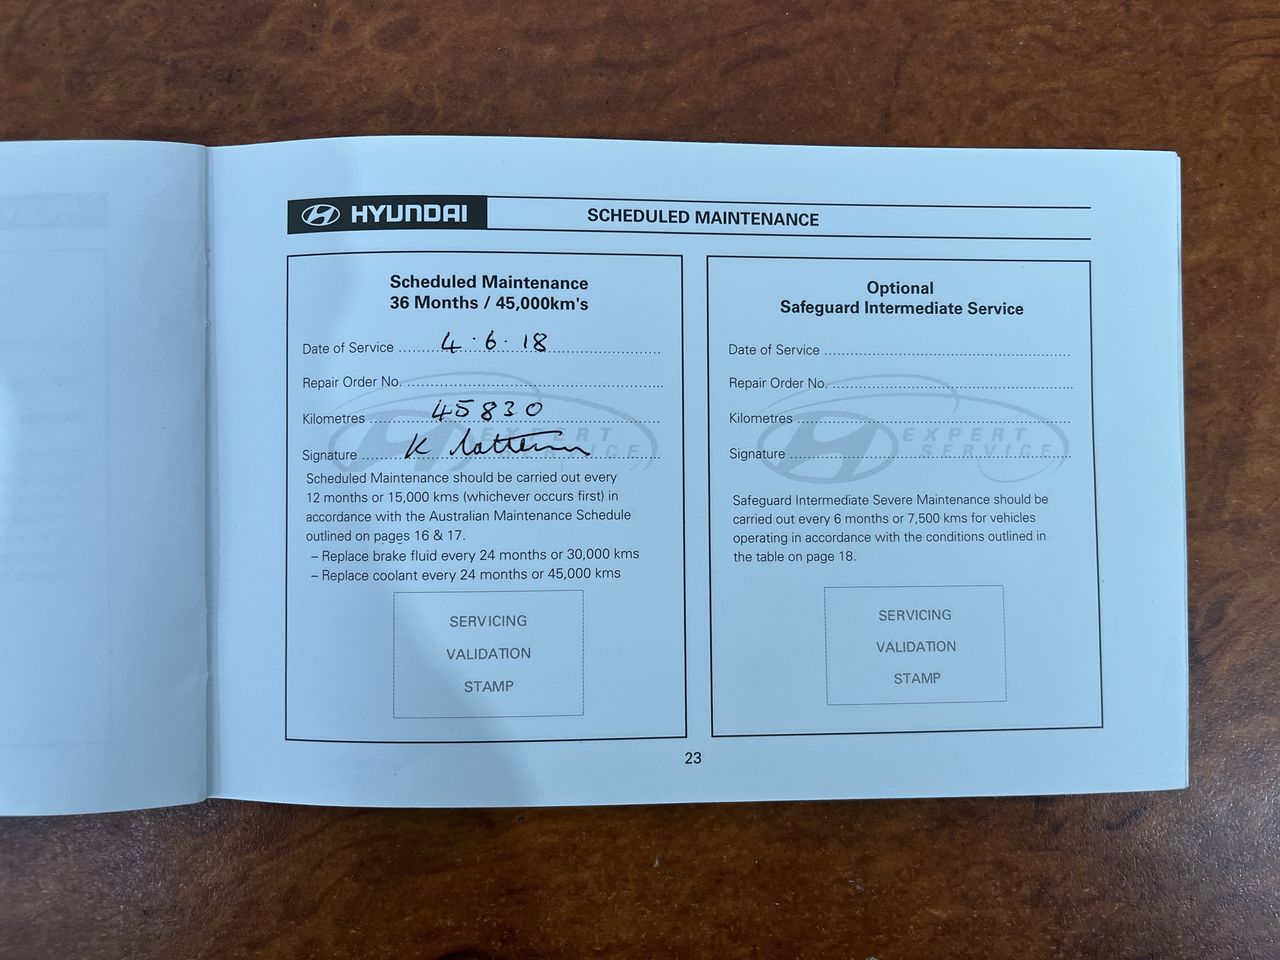 HYUNDAI
SCHEDULED MAINTENANCE
Scheduled Maintenance
36 Months / 45,000km's
Date of Service 4.6.18
Repair Order No.
Kilometres 45830
EXPERT
SERVICE
Signature K
Scheduled Maintenance should be carried out every
12 months or 15,000 kms (whichever occurs first) in
accordance with the Australian Maintenance Schedule
outlined on pages 16 & 17.
– Replace brake fluid every 24 months or 30,000 kms
– Replace coolant every 24 months or 45,000 kms
SERVICING
VALIDATION
STAMP
Optional
Safeguard Intermediate Service
Date of Service
Repair Order No.
Kilometres
EXPERT
SERVICE
Signature
Safeguard Intermediate Severe Maintenance should be
carried out every 6 months or 7,500 kms for vehicles
operating in accordance with the conditions outlined in
the table on page 18.
SERVICING
VALIDATION
STAMP
23